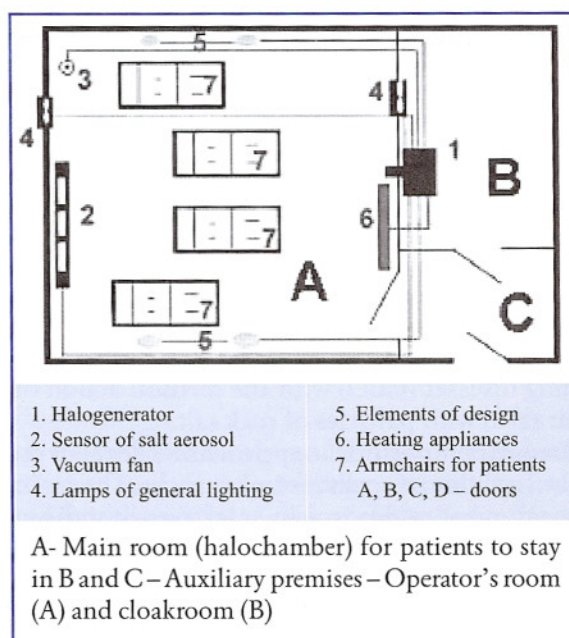 5
3
7
4
4
1
7
B
2
6
7
A
C
7
5
1. Halogenerator
2. Sensor of salt aerosol
3. Vacuum fan
4. Lamps of general lighting
5. Elements of design
6. Heating appliances
7. Armchairs for patients
A, B, C, D – doors
A- Main room (halochamber) for patients to stay
in B and C – Auxiliary premises – Operator's room
(A) and cloakroom (B)